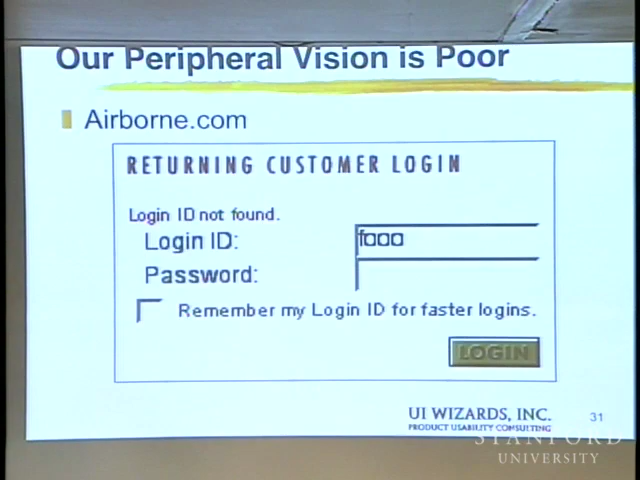 Our Peripheral Vision is Poor
Airborne.com
RETURNING CUSTOMER LOGIN
Login ID not found.
Login ID:
fooo
Password:
Remember my Login ID for faster logins.
LOGIN
UI WIZARDS, INC.
PRODUCT USABILITY CONSULTING
31
STANFORD
UNIVERSITY